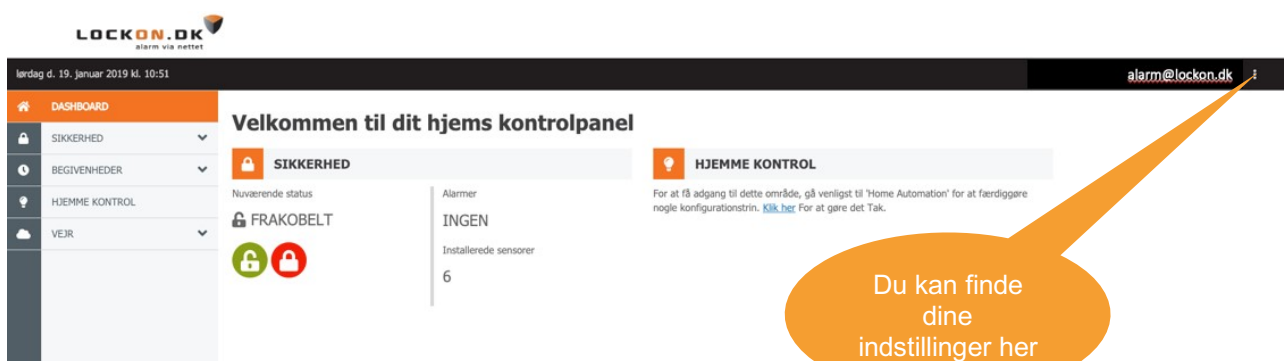 LOCKON.DK
alarm via nettet
lørdag d. 19. januar 2019 kl. 10:51
alarm@lockon.dk
DASHBOARD
SIKKERHED
BEGIVENHEDER
HJEMME KONTROL
VEJR
Velkommen til dit hjems kontrolpanel
SIKKERHED
Nuværende status
FRAKOBELT
Alarmer
INGEN
Installerede sensorer
6
HJEMME KONTROL
For at få adgang til dette område, gå venligst til 'Home Automation' for at færdiggøre
nogle konfigurationstrin. Klik her For at gøre det Tak.
Du kan finde
dine
indstillinger her